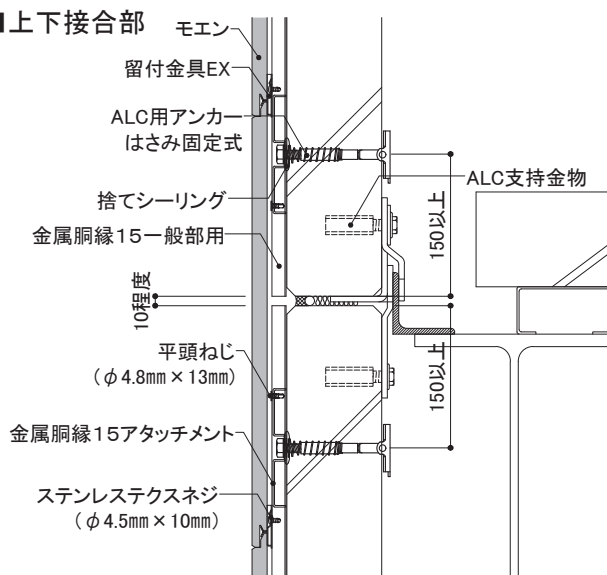 上下接合部
モエン
留付金具EX
ALC用アンカー
はさみ固定式
捨てシーリング
金属胴縁15一般部用
10程度
平頭ねじ
(φ4.8mm×13mm)
金属胴縁15アタッチメント
ステンレステクスネジ
(φ4.5mm×10mm)
ALC支持金物
150以上
150以上